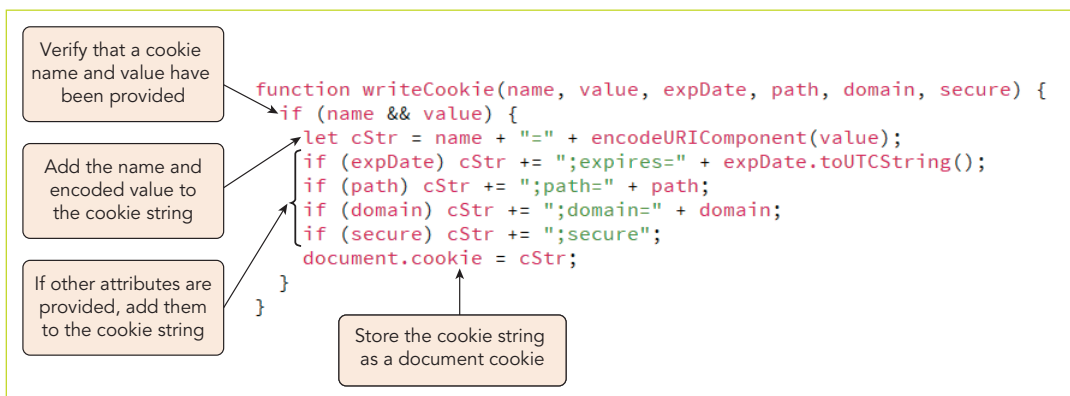 Verify that a cookie
name and value have
been provided
function writeCookie(name, value, expDate, path, domain, secure) {
if (name && value) {
let cStr = name + "=" + encodeURIComponent(value);
if (expDate) cStr += ";expires=" + expDate.toUTCString();
if (path) cStr += ";path=" + path;
if (domain) cStr += ";domain=" + domain;
if (secure) cStr += ";secure";
document.cookie = cStr;
}
}
Add the name and
encoded value to
the cookie string
If other attributes are
provided, add them
to the cookie string
Store the cookie string
as a document cookie